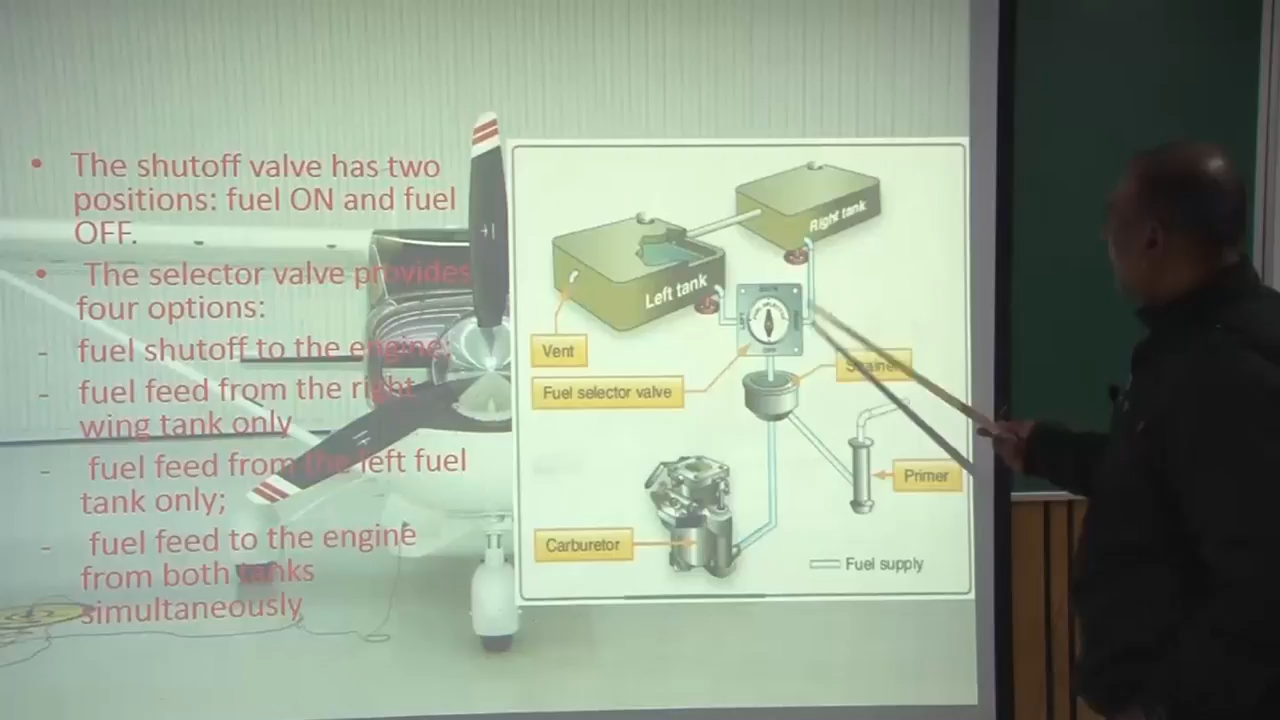 • The shutoff valve has two
positions: fuel ON and fuel
OFF.
• The selector valve provides
four options:
- fuel shutoff to the engine;
- fuel feed from the right
wing tank only
- fuel feed from the left fuel
tank only;
- fuel feed to the engine
from both tanks
simultaneously
Right tank
Left tank
Vent
Fuel selector valve
Strainer
OFF
Primer
Carburetor
Fuel supply